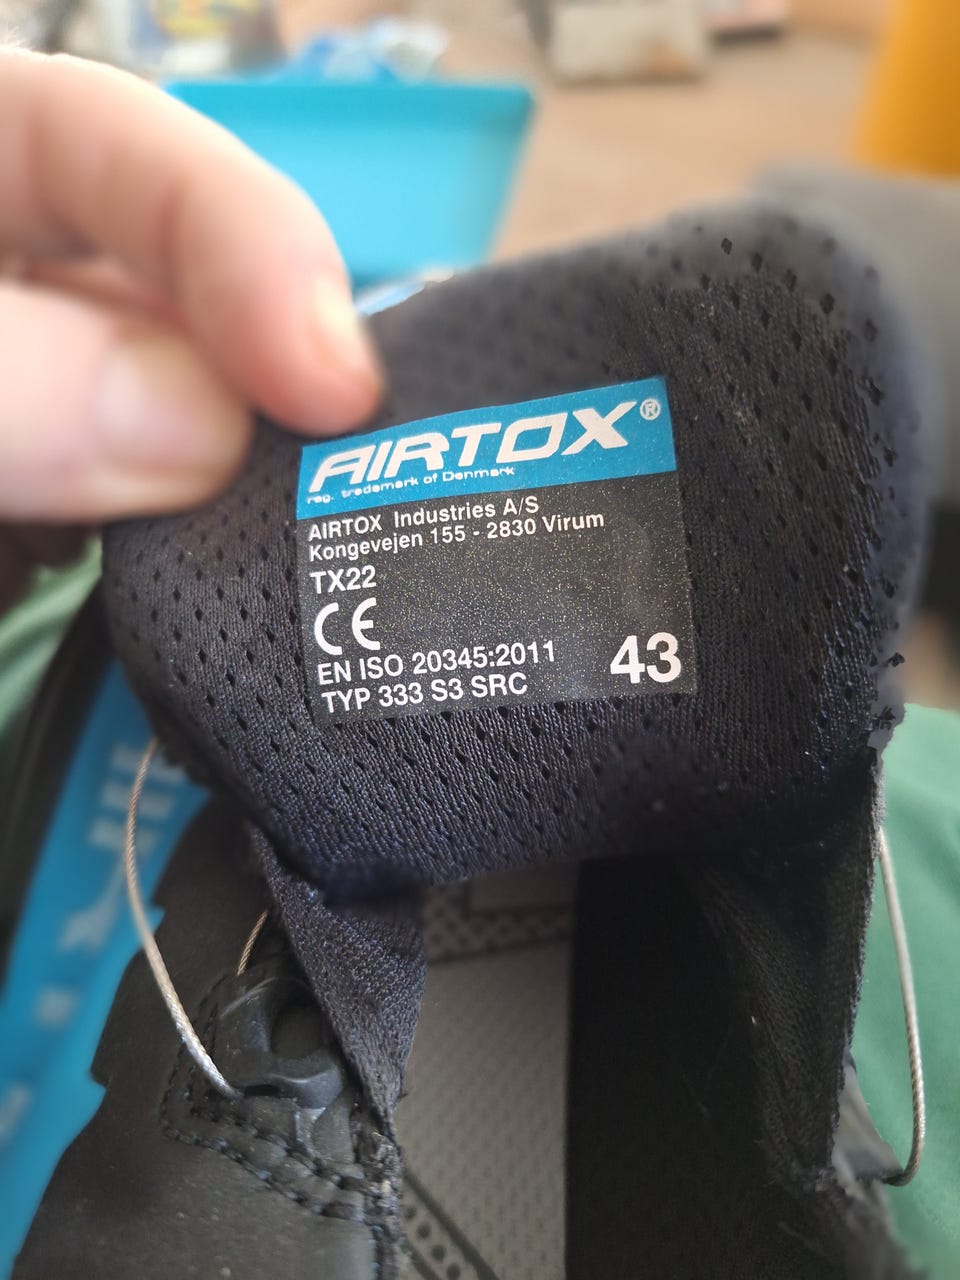 AIRTOX®
reg. trademark of Denmark
AIRTOX Industries A/S
Kongevejen 155 - 2830 Virum
TX22
CE
EN ISO 20345:2011
TYP 333 S3 SRC
43